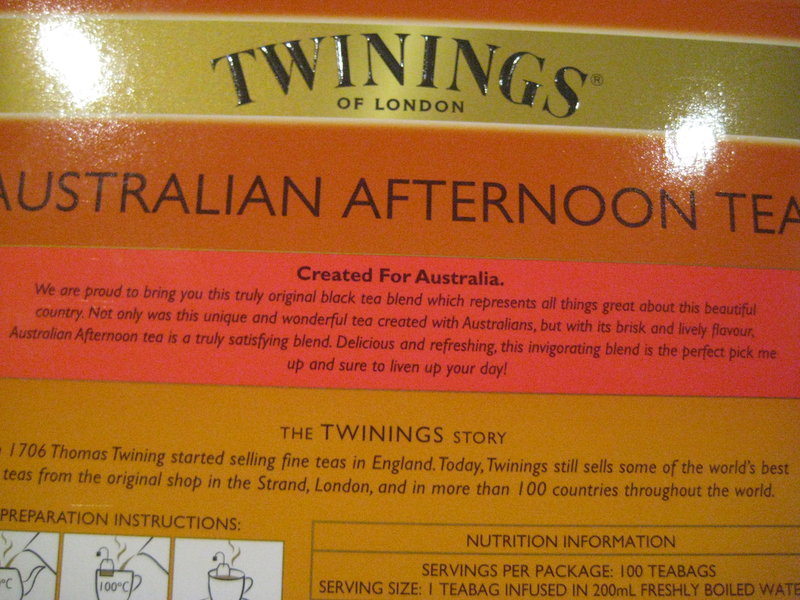 TWININGS®
OF LONDON
AUSTRALIAN AFTERNOON TEA
Created For Australia.
We are proud to bring you this truly original black tea blend which represents all things great about this beautiful
country. Not only was this unique and wonderful tea created with Australians, but with its brisk and lively flavour,
Australian Afternoon tea is a truly satisfying blend. Delicious and refreshing, this invigorating blend is the perfect pick me
up and sure to liven up your day!
THE TWININGS STORY
1706 Thomas Twining started selling fine teas in England. Today, Twinings still sells some of the world's best
teas from the original shop in the Strand, London, and in more than 100 countries throughout the world.
PREPARATION INSTRUCTIONS:
100°C
NUTRITION INFORMATION
SERVINGS PER PACKAGE: 100 TEABAGS
SERVING SIZE: 1 TEABAG INFUSED IN 200mL FRESHLY BOILED WATE